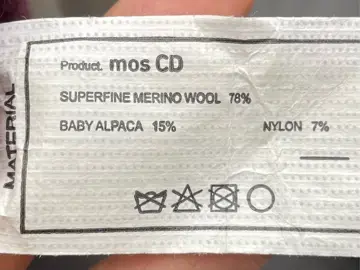 Product. mos CD
SUPERFINE MERINO WOOL 78%
BABY ALPACA 15% NYLON 7%
MATERIAL